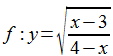 f : y = √((x − 3)/(4 − x))